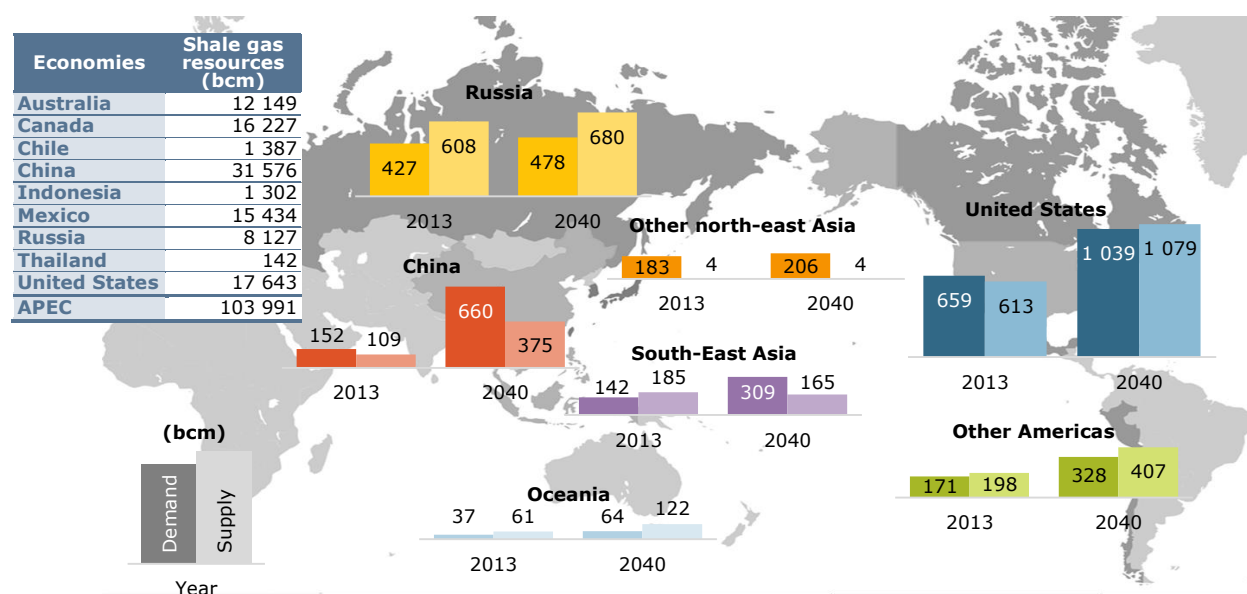 Economies
Shale gas
resources
(bcm)
Australia 12 149
Canada 16 227
Chile 1 387
China 31 576
Indonesia 1 302
Mexico 15 434
Russia 8 127
Thailand 142
United States 17 643
APEC 103 991
Russia
427 608 478 680
2013 2040
Other north-east Asia
183 4 206 4
2013 2040
United States
659 613 1 039 1 079
2013 2040
China
152 109 660 375
2013 2040
South-East Asia
142 185 309 165
2013 2040
Other Americas
171 198 328 407
2013 2040
Oceania
37 61 64 122
2013 2040
(bcm)
Demand
Supply
Year